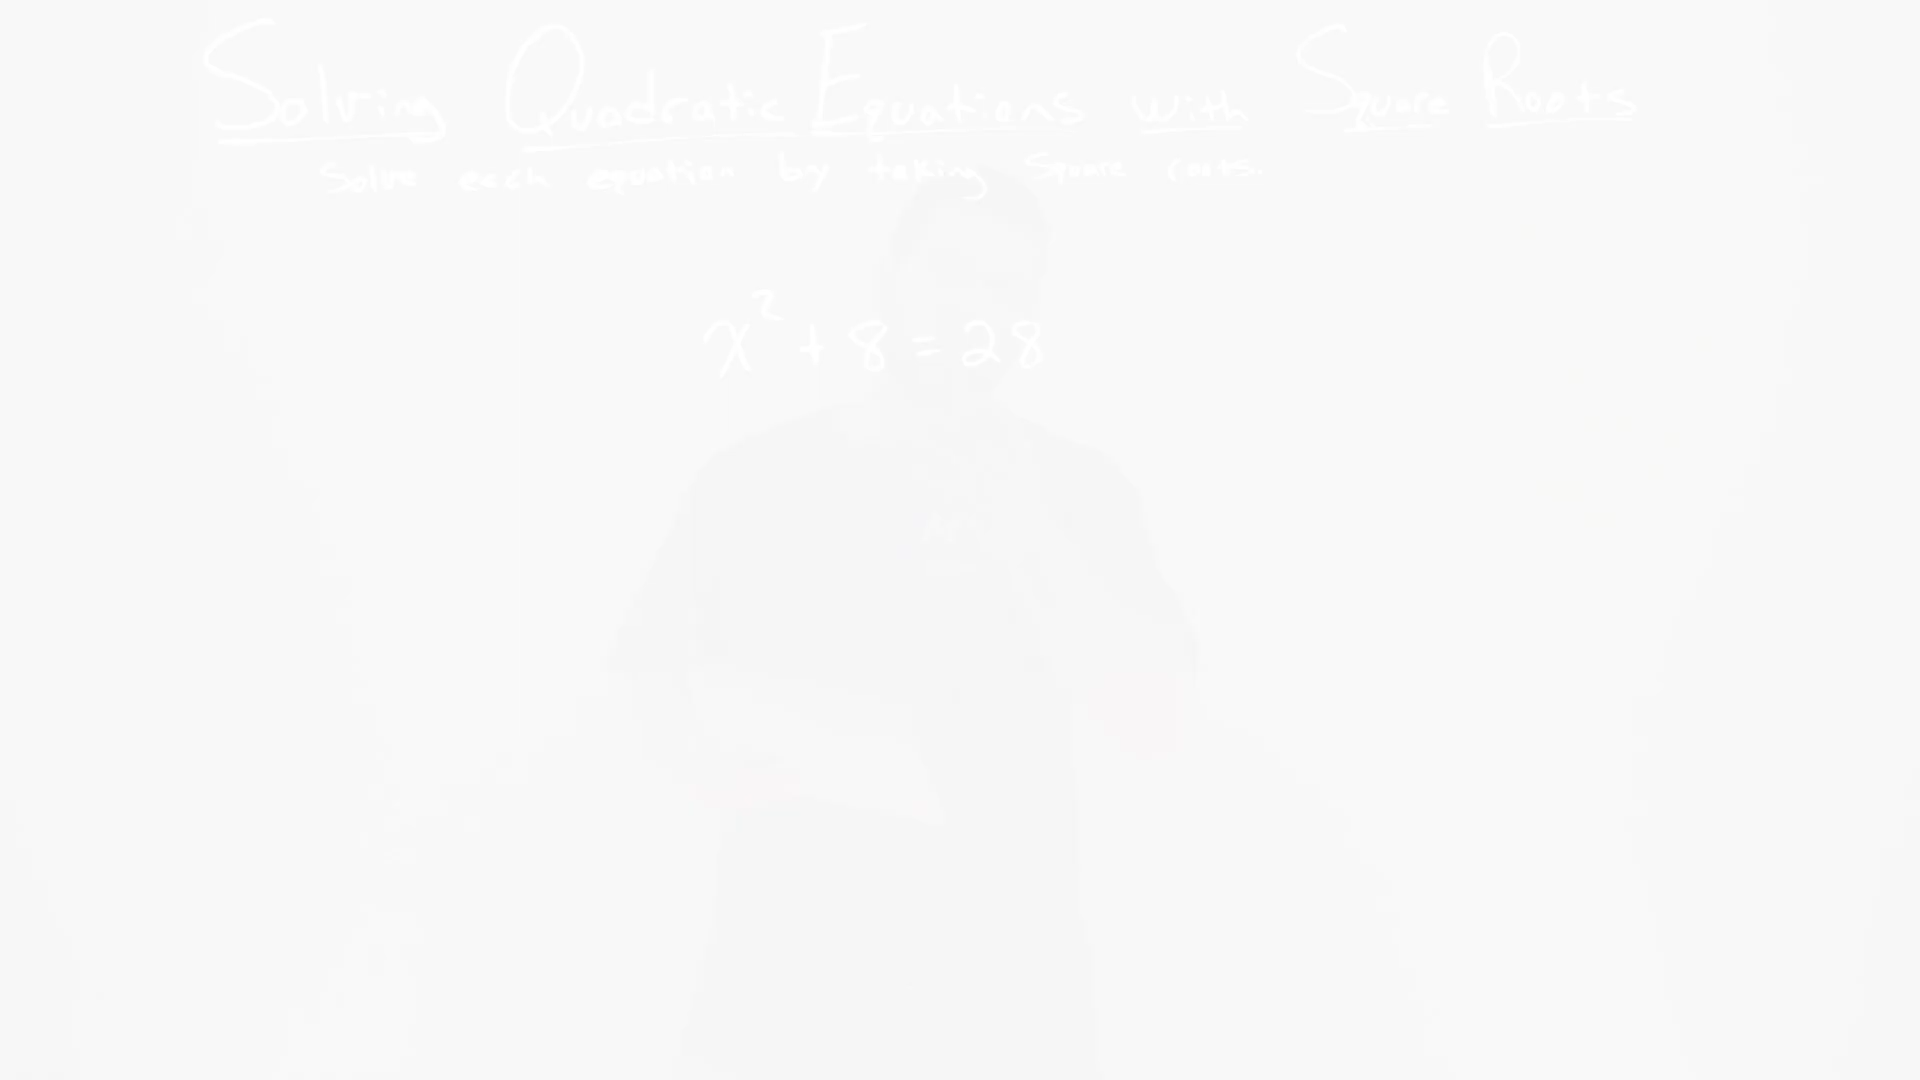 Solving Quadratic Equations with Square Roots
Solve each equation by taking square roots.
x² + 8 = 28